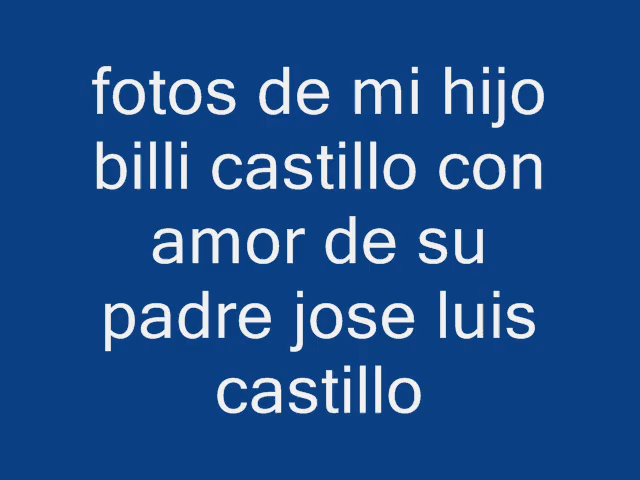 fotos de mi hijo
billi castillo con
amor de su
padre jose luis
castillo